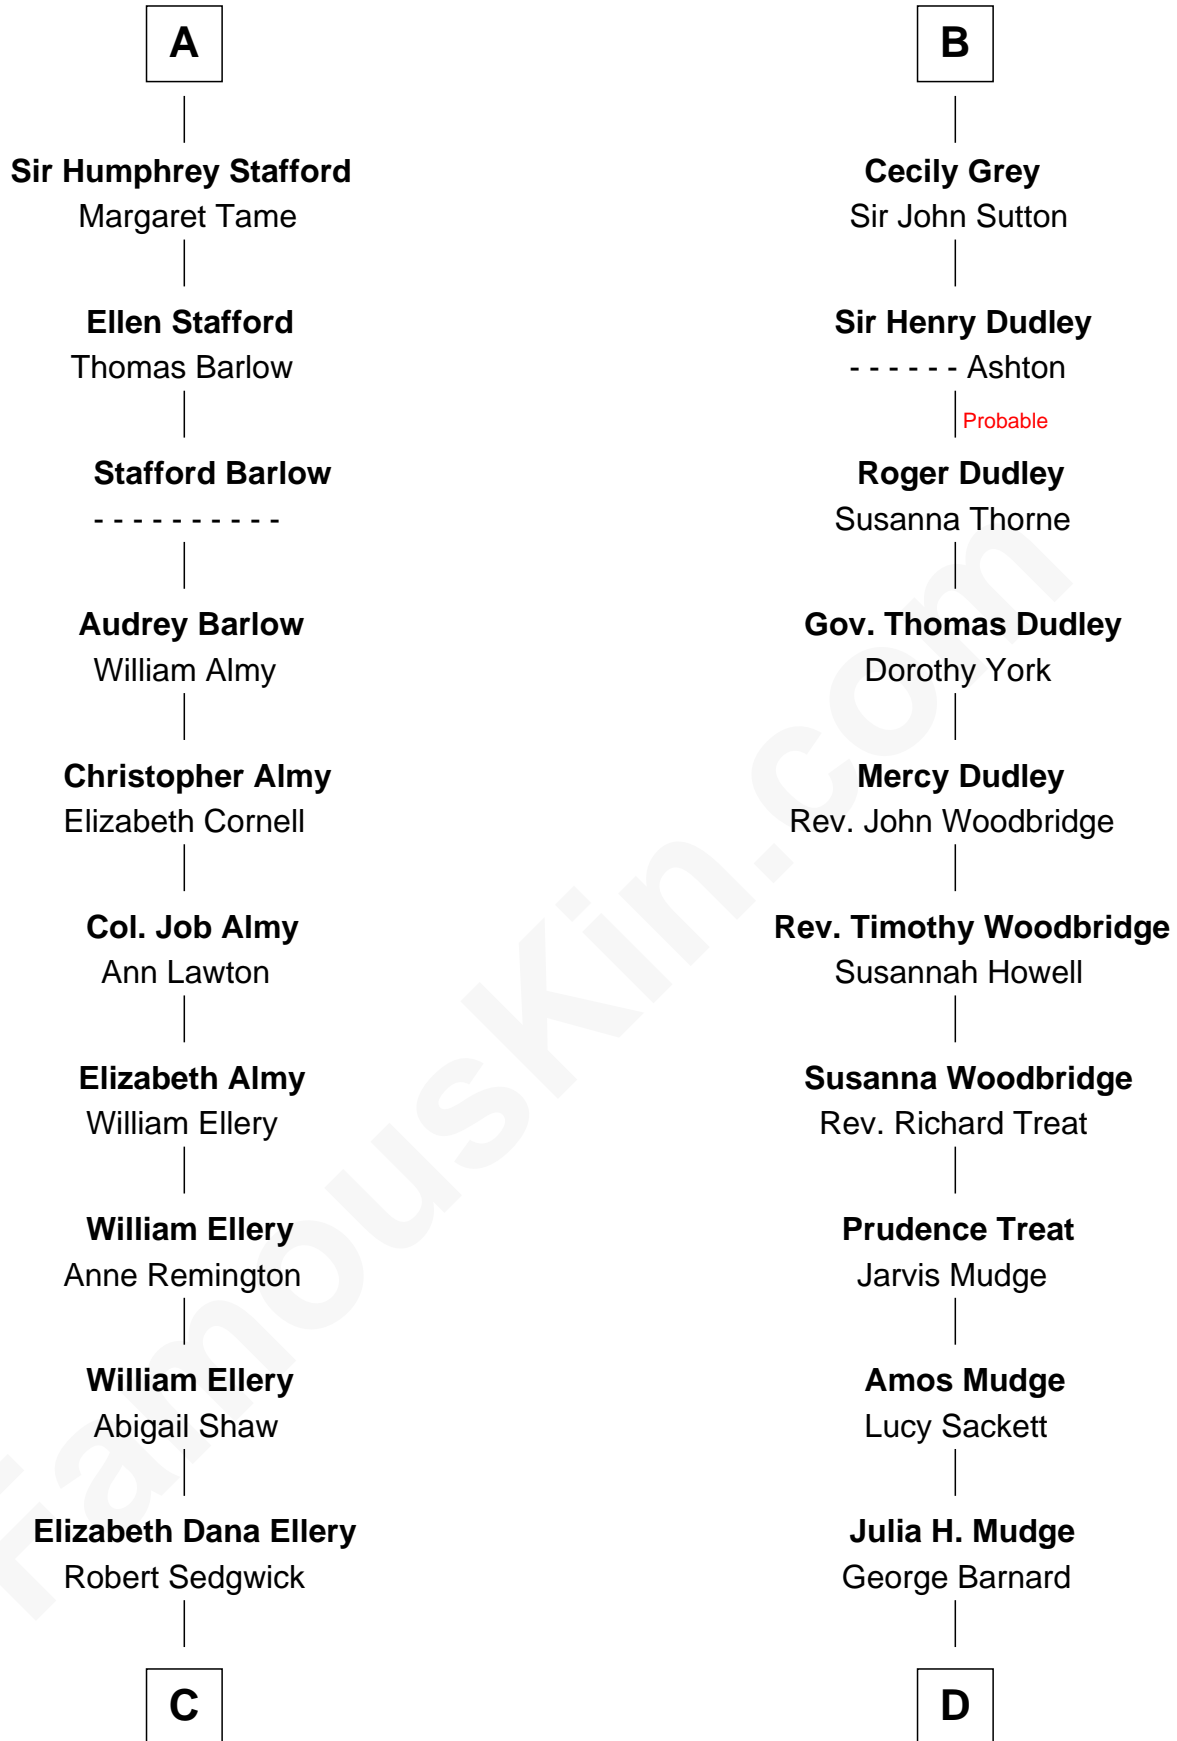 A
Sir Humphrey Stafford
Margaret Tame
Ellen Stafford
Thomas Barlow
Stafford Barlow
- - - - - - - - - -
Audrey Barlow
William Almy
Christopher Almy
Elizabeth Cornell
Col. Job Almy
Ann Lawton
Elizabeth Almy
William Ellery
William Ellery
Anne Remington
William Ellery
Abigail Shaw
Elizabeth Dana Ellery
Robert Sedgwick
C
B
Cecily Grey
Sir John Sutton
Sir Henry Dudley
- - - - - - Ashton
Probable
Roger Dudley
Susanna Thorne
Gov. Thomas Dudley
Dorothy York
Mercy Dudley
Rev. John Woodbridge
Rev. Timothy Woodbridge
Susannah Howell
Susanna Woodbridge
Rev. Richard Treat
Prudence Treat
Jarvis Mudge
Amos Mudge
Lucy Sackett
Julia H. Mudge
George Barnard
D
FamousKin.com